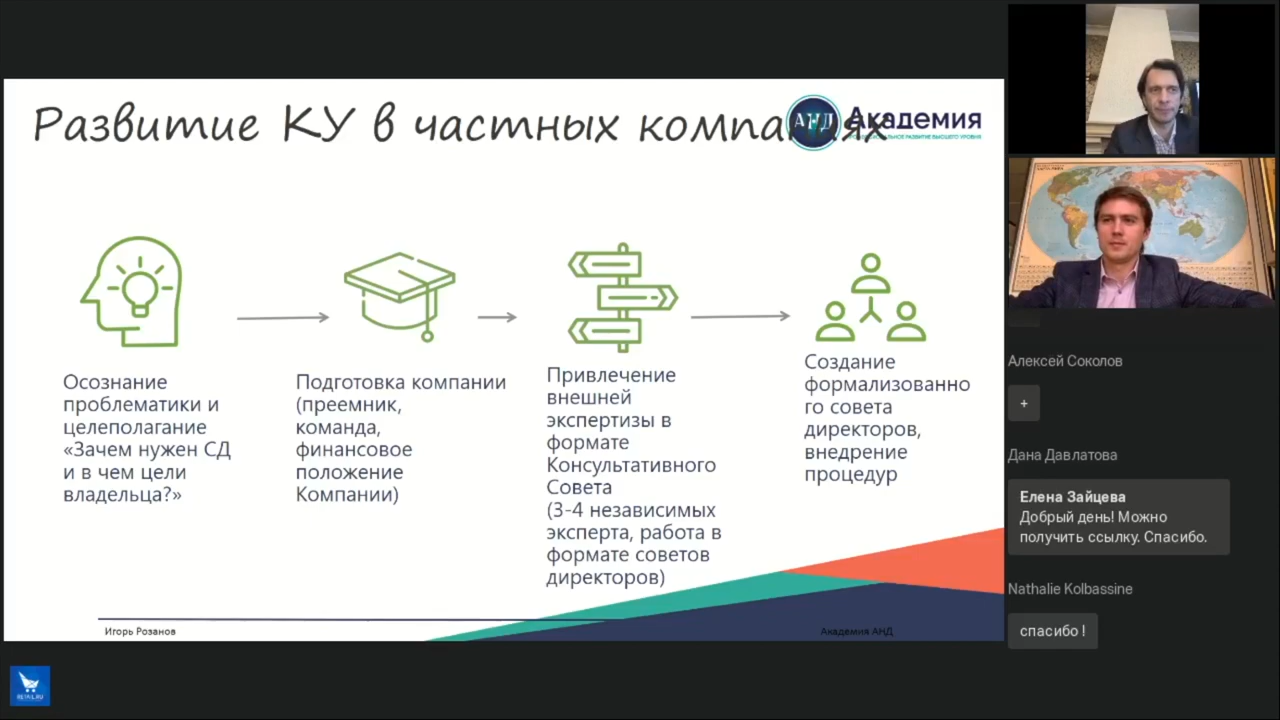 Развитие КУ в частных компаниях
АНД Академия
Осознание
проблематики и
целеполагание
«Зачем нужен СД
и в чем цели
владельца?»
Подготовка компании
(преемник,
команда,
финансовое
положение
Компании)
Привлечение
внешней
экспертизы в
формате
Консультативного
Совета
(3-4 независимых
эксперта, работа в
формате советов
директоров)
Создание
формализованно
го совета
директоров,
внедрение
процедур
Игорь Розанов
Академия АНД
RETAIL.RU
Алексей Соколов
+
Дана Давлатова
Елена Зайцева
Добрый день! Можно
получить ссылку. Спасибо.
Nathalie Kolbassine
спасибо !